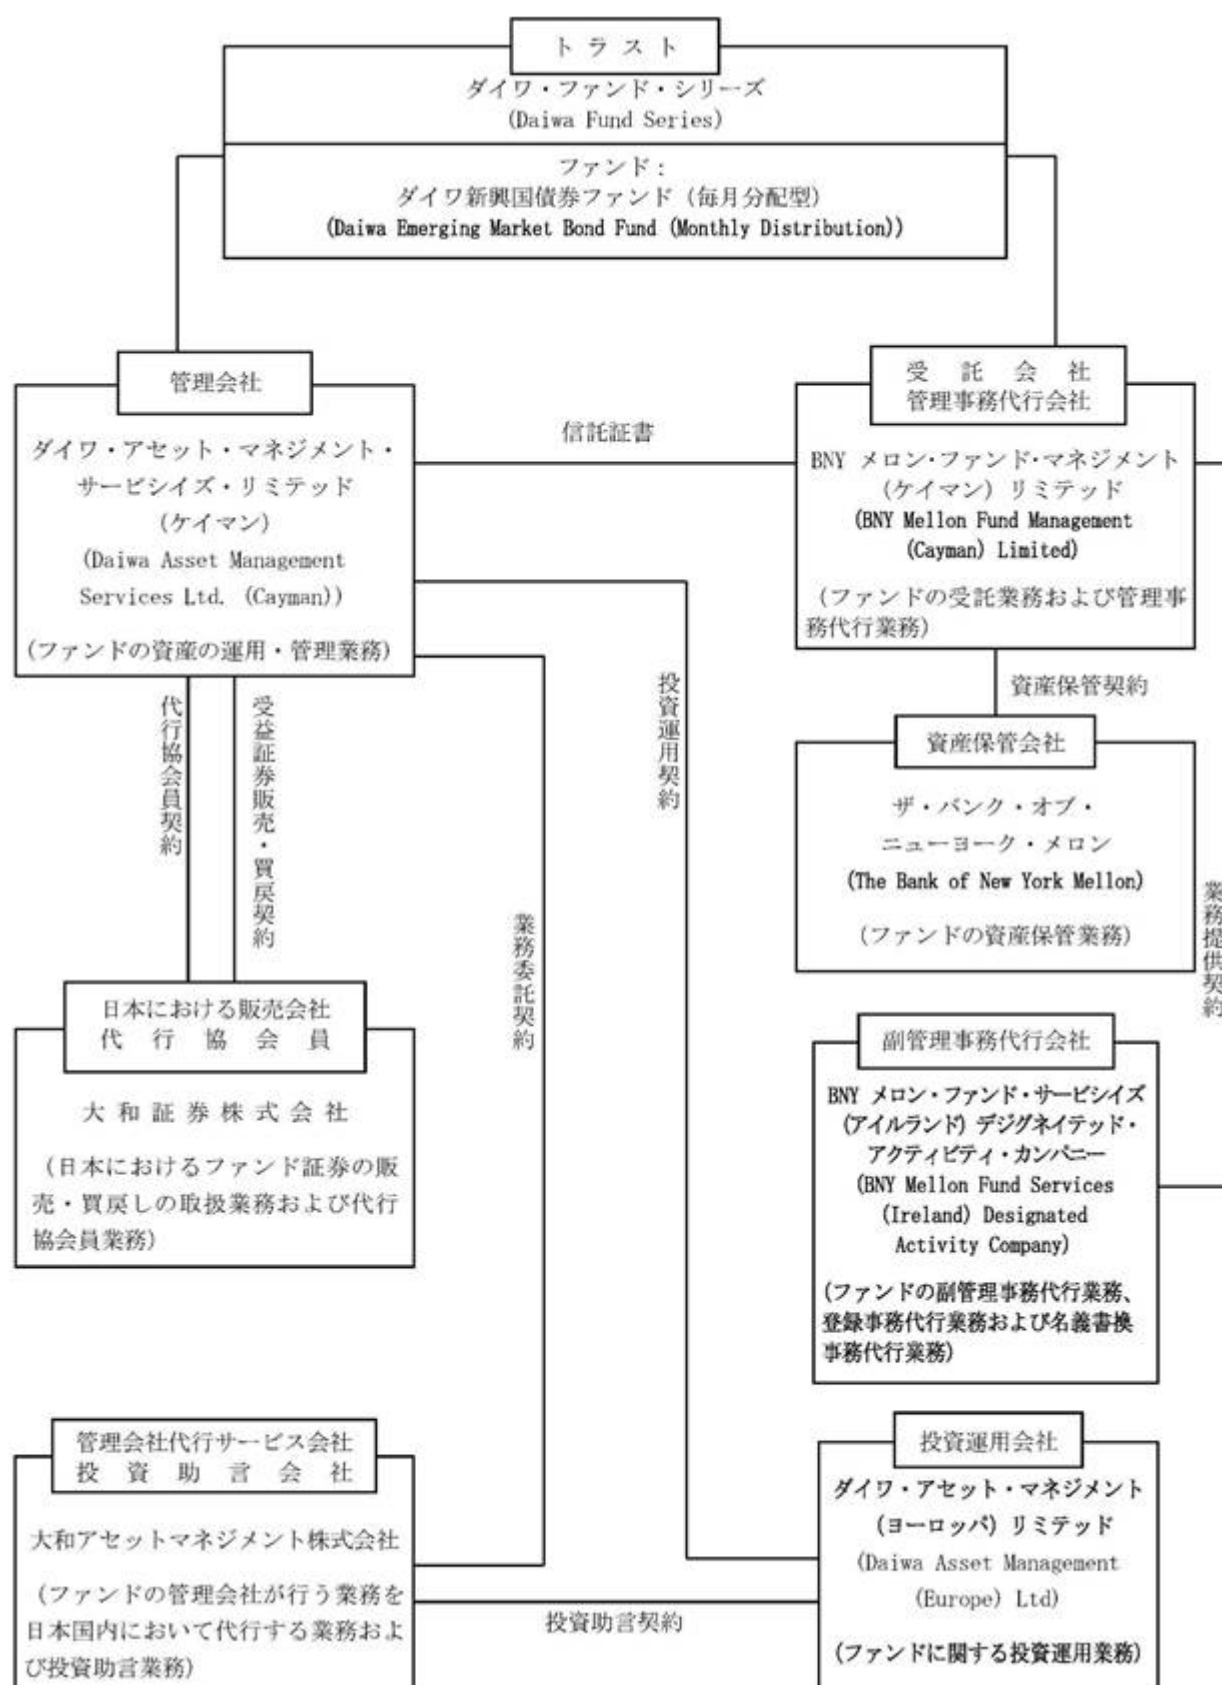 トラスト
ダイワ・ファンド・シリーズ
(Daiwa Fund Series)
ファンド：
ダイワ新興国債券ファンド（毎月分配型）
(Daiwa Emerging Market Bond Fund (Monthly Distribution))
管理会社
ダイワ・アセット・マネジメント・
サービシイズ・リミテッド
（ケイマン）
(Daiwa Asset Management
Services Ltd. (Cayman))
(ファンドの資産の運用・管理業務)
信託証書
受託会社
管理事務代行会社
BNY メロン・ファンド・マネジメント
（ケイマン）リミテッド
(BNY Mellon Fund Management
(Cayman) Limited)
（ファンドの受託業務および管理事
務代行業務）
代行協会員契約
受益証券販売・買戻契約
業務委託契約
投資運用契約
資産保管契約
資産保管会社
ザ・バンク・オブ・
ニューヨーク・メロン
(The Bank of New York Mellon)
（ファンドの資産保管業務）
業務提供契約
日本における販売会社
代行協会員
大和証券株式会社
（日本におけるファンド証券の販
売・買戻しの取扱業務および代行
協会員業務）
副管理事務代行会社
BNY メロン・ファンド・サービシイズ
（アイルランド）デジグネイテッド・
アクティビティ・カンパニー
(BNY Mellon Fund Services
(Ireland) Designated
Activity Company)
(ファンドの副管理事務代行業務、
登録事務代行業務および名義書換
事務代行業務)
管理会社代行サービス会社
投資助言会社
大和アセットマネジメント株式会社
（ファンドの管理会社が行う業務を
日本国内において代行する業務およ
び投資助言業務）
投資助言契約
投資運用会社
ダイワ・アセット・マネジメント
（ヨーロッパ）リミテッド
(Daiwa Asset Management
(Europe) Ltd)
(ファンドに関する投資運用業務)